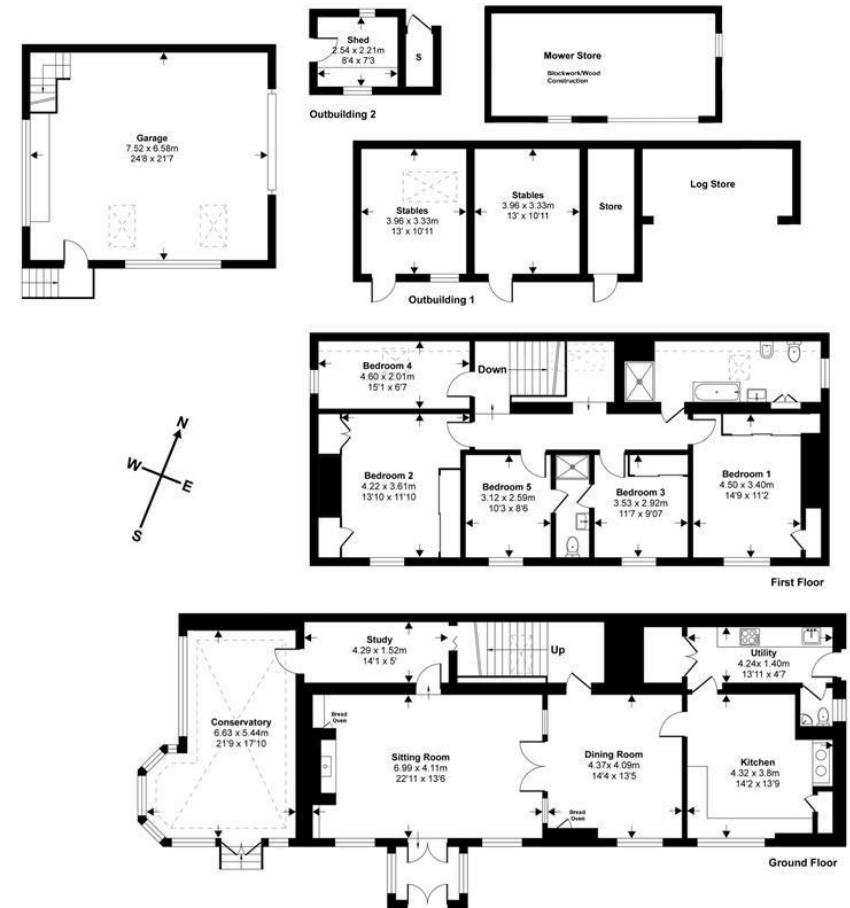 Shed
2.54 x 2.21m
8'4 x 7'3
S
Outbuilding 2
Mower Store
Blockwork/Wood
Construction
Garage
7.52 x 6.58m
24'8 x 21'7
Stables
3.96 x 3.33m
13' x 10'11
Stables
3.96 x 3.33m
13' x 10'11
Store
Log Store
Outbuilding 1
Bedroom 4
4.60 x 2.01m
15'1 x 6'7
Down
Bedroom 2
4.22 x 3.61m
13'10 x 11'10
Bedroom 5
3.12 x 2.59m
10'3 x 8'6
Bedroom 3
3.53 x 2.92m
11'7 x 9'07
Bedroom 1
4.50 x 3.40m
14'9 x 11'2
First Floor
N
W
E
S
Study
4.29 x 1.52m
14'1 x 5'
Up
Utility
4.24x 1.40m
13'11 x 4'7
Conservatory
6.63 x 5.44m
21'9 x 17'10
Bread
Oven
Sitting Room
6.99 x 4.11m
22'11 x 13'6
Dining Room
4.37x 4.09m
14'4 x 13'5
Bread
Oven
Kitchen
4.32 x 3.8m
14'2 x 13'9
Ground Floor